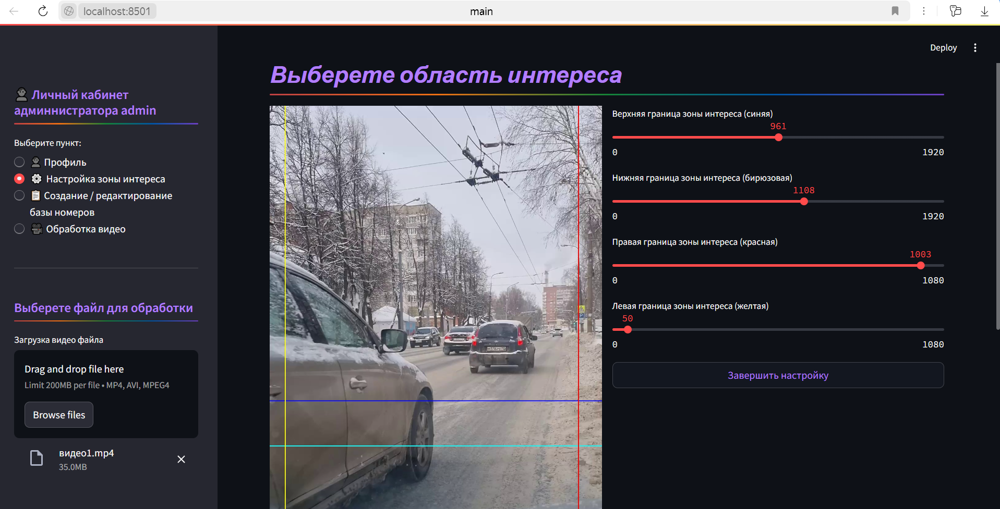 localhost:8501
main
Deploy
👤 Личный кабинет
админнистратора admin
Выберите пункт:
Профиль
Настройка зоны интереса
Создание / редактирование
базы номеров
Обработка видео
Выберете файл для обработки
Загрузка видео файла
Drag and drop file here
Limit 200MB per file • MP4, AVI, MPEG4
Browse files
видео1.mp4
35.0MB
Выберете область интереса
Верхняя граница зоны интереса (синяя)
961
0 1920
Нижняя граница зоны интереса (бирюзовая)
1108
0 1920
Правая граница зоны интереса (красная)
1003
0 1080
Левая граница зоны интереса (желтая)
50
0 1080
Завершить настройку